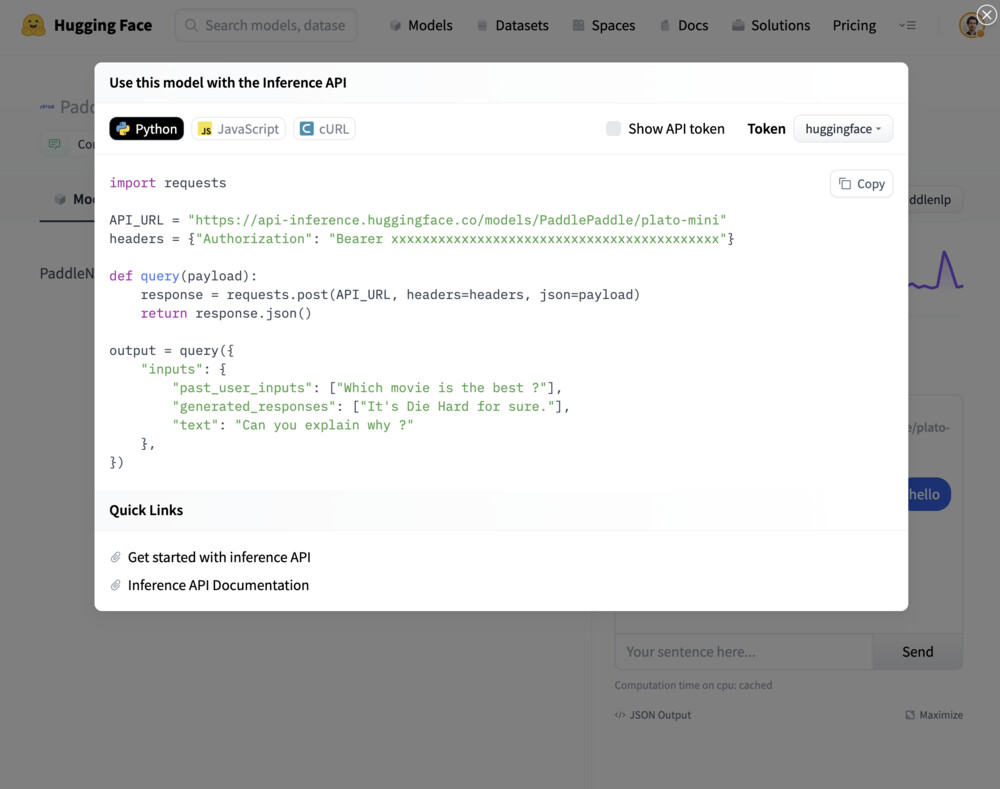 Hugging Face
Search models, datase
Models
Datasets
Spaces
Docs
Solutions
Pricing
Use this model with the Inference API
Python
JavaScript
cURL
Show API token
Token
huggingface
Copy
import requests
API_URL = "https://api-inference.huggingface.co/models/PaddlePaddle/plato-mini"
headers = {"Authorization": "Bearer xxxxxxxxxxxxxxxxxxxxxxxxxxxxxxxxxxxxxxxxxx"}
def query(payload):
    response = requests.post(API_URL, headers=headers, json=payload)
    return response.json()
output = query({
    "inputs": {
        "past_user_inputs": ["Which movie is the best ?"],
        "generated_responses": ["It's Die Hard for sure."],
        "text": "Can you explain why ?"
    },
})
Quick Links
Get started with inference API
Inference API Documentation
Padd
Co
Mo
ddlenlp
PaddleN
e/plato-
hello
Your sentence here...
Send
Computation time on cpu: cached
</> JSON Output
Maximize